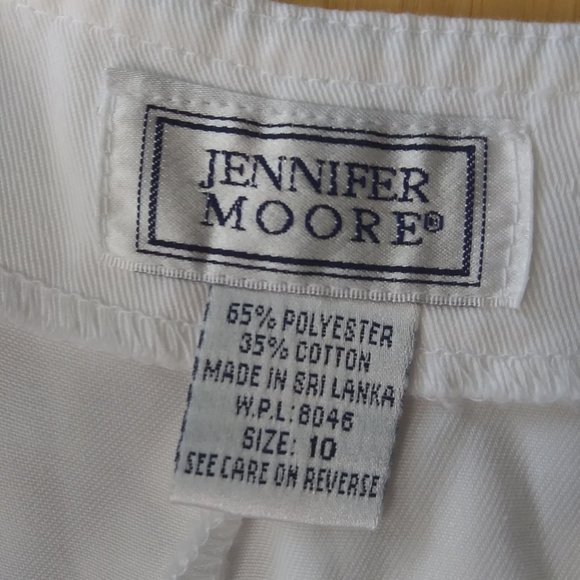 JENNIFER
MOORE®
65% POLYESTER
35% COTTON
MADE IN SRI LANKA
W.P.L: 8046
SIZE: 10
SEE CARE ON REVERSE